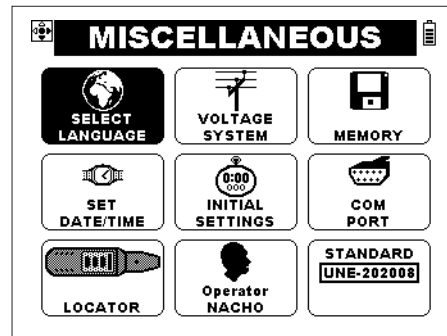 MISCELLANEOUS
SELECT
LANGUAGE
VOLTAGE
SYSTEM
MEMORY
SET
DATE/TIME
0:00
000
INITIAL
SETTINGS
COM
PORT
LOCATOR
Operator
NACHO
STANDARD
UNE-202008